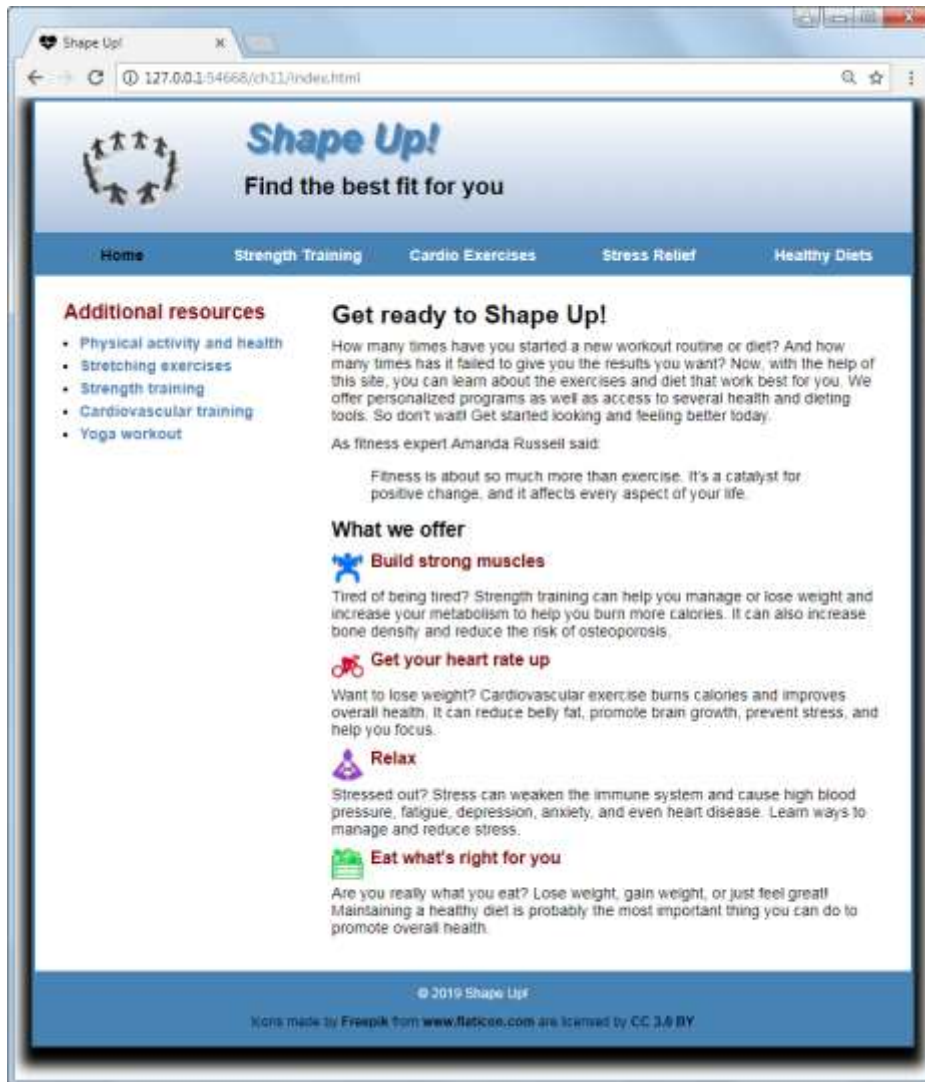 Shape Up!
127.0.0.1:54668/ch11/index.html
Shape Up!
Find the best fit for you
Home Strength Training Cardio Exercises Stress Relief Healthy Diets
Additional resources
Physical activity and health
Stretching exercises
Strength training
Cardiovascular training
Yoga workout
Get ready to Shape Up!
How many times have you started a new workout routine or diet? And how
many times has it failed to give you the results you want? Now, with the help of
this site, you can learn about the exercises and diet that work best for you. We
offer personalized programs as well as access to several health and dieting
tools. So don't wait! Get started looking and feeling better today.
As fitness expert Amanda Russell said:
Fitness is about so much more than exercise. It's a catalyst for
positive change, and it affects every aspect of your life.
What we offer
Build strong muscles
Tired of being tired? Strength training can help you manage or lose weight and
increase your metabolism to help you burn more calories. It can also increase
bone density and reduce the risk of osteoporosis.
Get your heart rate up
Want to lose weight? Cardiovascular exercise burns calories and improves
overall health. It can reduce belly fat, promote brain growth, prevent stress, and
help you focus.
Relax
Stressed out? Stress can weaken the immune system and cause high blood
pressure, fatigue, depression, anxiety, and even heart disease. Learn ways to
manage and reduce stress.
Eat what's right for you
Are you really what you eat? Lose weight, gain weight, or just feel great!
Maintaining a healthy diet is probably the most important thing you can do to
promote overall health.
© 2019 Shape Up!
Icons made by Freepik from www.flaticon.com are licensed by CC 3.0 BY